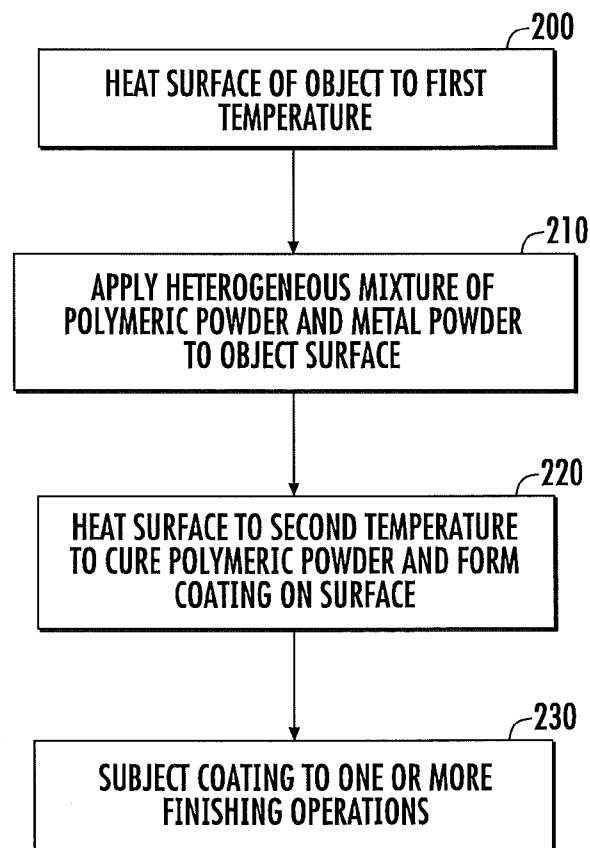 200
HEAT SURFACE OF OBJECT TO FIRST
TEMPERATURE
210
APPLY HETEROGENEOUS MIXTURE OF
POLYMERIC POWDER AND METAL POWDER
TO OBJECT SURFACE
220
HEAT SURFACE TO SECOND TEMPERATURE
TO CURE POLYMERIC POWDER AND FORM
COATING ON SURFACE
230
SUBJECT COATING TO ONE OR MORE
FINISHING OPERATIONS